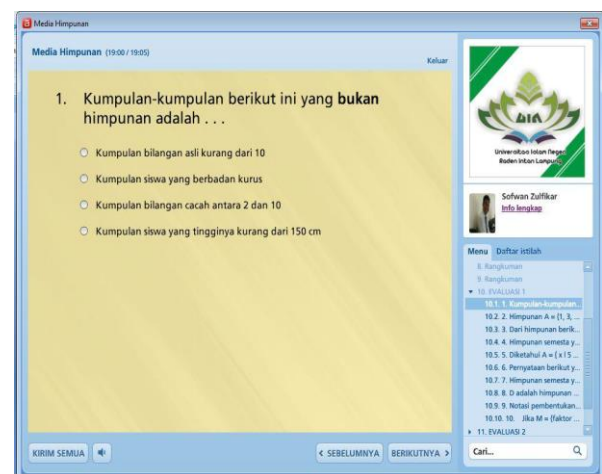 Media Himpunan
Media Himpunan (19:00 / 19:05)
Keluar
1. Kumpulan-kumpulan berikut ini yang bukan
himpunan adalah . . .
Kumpulan bilangan asli kurang dari 10
Kumpulan siswa yang berbadan kurus
Kumpulan bilangan cacah antara 2 dan 10
Kumpulan siswa yang tingginya kurang dari 150 cm
KIRIM SEMUA
< SEBELUMNYA
BERIKUTNYA >
UIN
Universitas Islam Negeri
Raden Intan Lampung
Sofwan Zulfikar
Info lengkap
Menu Daftar istilah
8. Rangkuman
9. Rangkuman
10. EVALUASI 1
10.1. 1. Kumpulan-kumpulan...
10.2. 2. Himpunan A = {1, 3, ...
10.3. 3. Dari himpunan berik...
10.4. 4. Himpunan semesta y...
10.5. 5. Diketahui A = { x l 5 ...
10.6. 6. Pernyataan berikut y...
10.7. 7. Himpunan semesta y...
10.8. 8. D adalah himpunan ...
10.9. 9. Notasi pembentukan...
10.10. 10. Jika M = {faktor ...
11. EVALUASI 2
Cari...